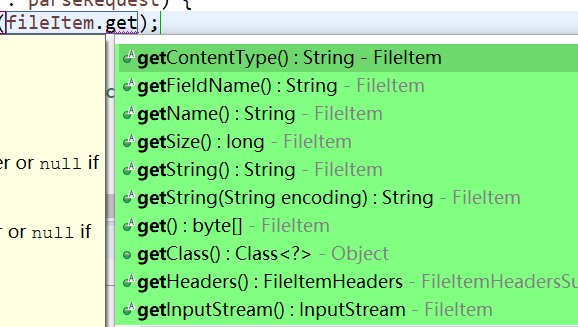 : parseRequest) {
(fileItem.get);
getContentType() : String - FileItem
getFieldName() : String - FileItem
getName() : String - FileItem
getSize() : long - FileItem
getString() : String - FileItem
er or null if
getString(String encoding) : String - FileItem
get() : byte[] - FileItem
r or null if
getClass() : Class<?> - Object
getHeaders() : FileItemHeaders - FileItemHeadersSu
getInputStream() : InputStream - FileItem